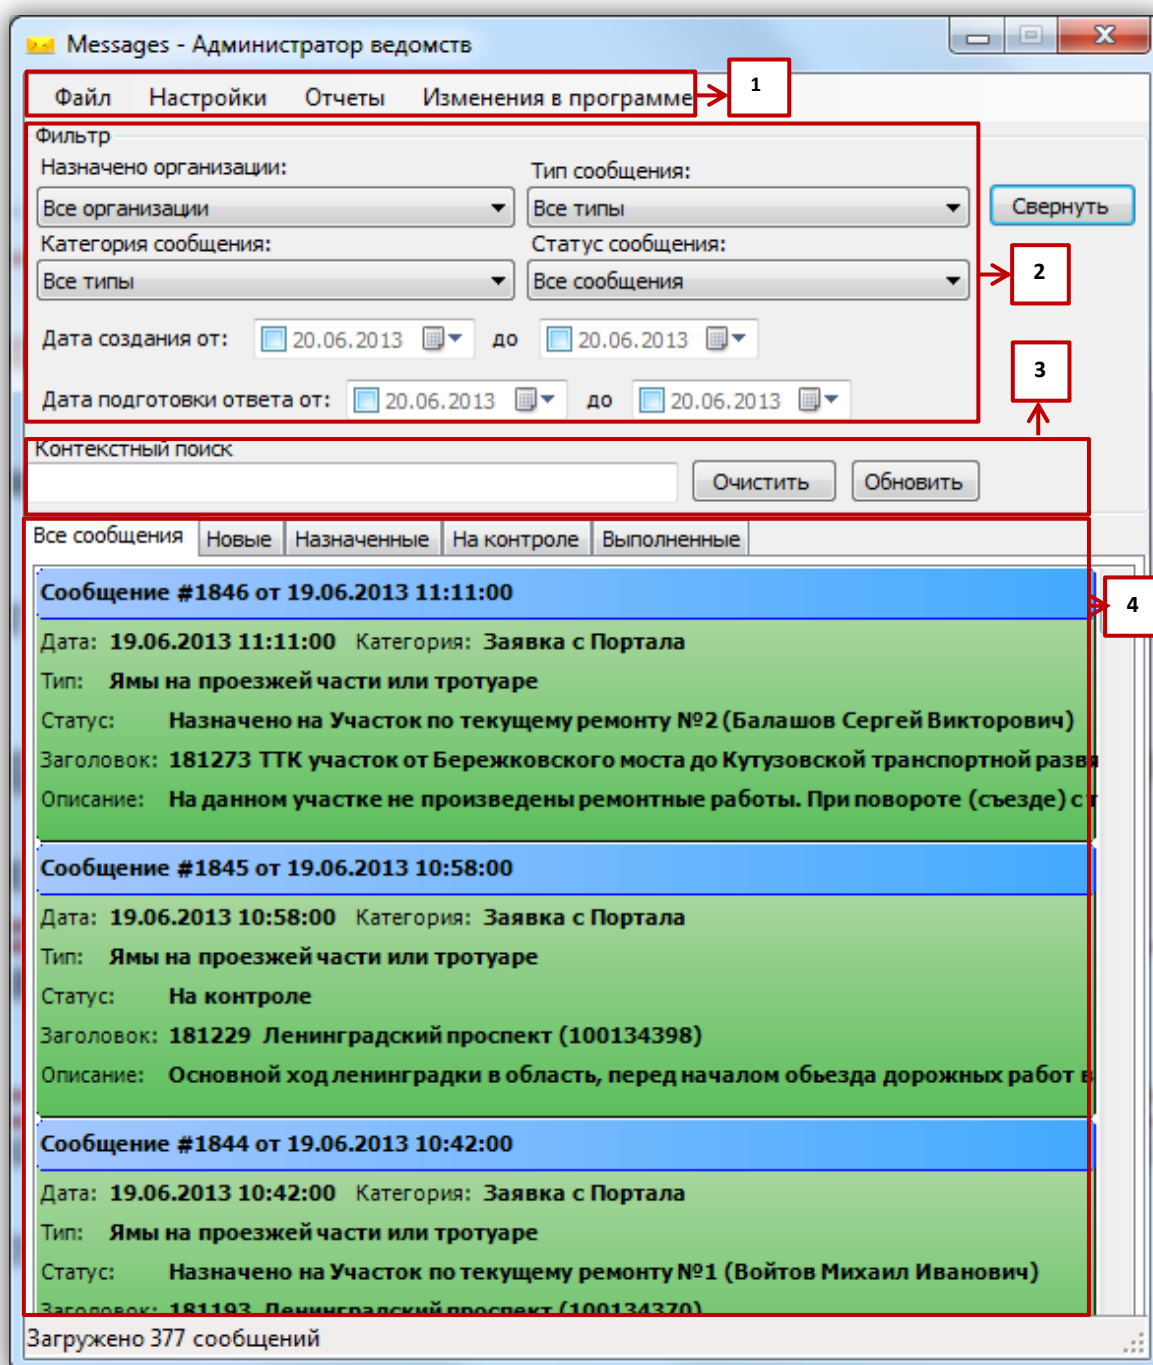 Messages - Администратор ведомств
Файл Настройки Отчеты Изменения в программе
1
Фильтр
Назначено организации: Тип сообщения:
Все организации Все типы Свернуть
Категория сообщения: Статус сообщения:
Все типы Все сообщения
2
Дата создания от: 20.06.2013 до 20.06.2013
3
Дата подготовки ответа от: 20.06.2013 до 20.06.2013
Контекстный поиск
Очистить Обновить
Все сообщения Новые Назначенные На контроле Выполненные
Сообщение #1846 от 19.06.2013 11:11:00
4
Дата: 19.06.2013 11:11:00 Категория: Заявка с Портала
Тип: Ямы на проезжей части или тротуаре
Статус: Назначено на Участок по текущему ремонту №2 (Балашов Сергей Викторович)
Заголовок: 181273 ТТК участок от Бережковского моста до Кутузовской транспортной развя
Описание: На данном участке не произведены ремонтные работы. При повороте (съезде) с т
Сообщение #1845 от 19.06.2013 10:58:00
Дата: 19.06.2013 10:58:00 Категория: Заявка с Портала
Тип: Ямы на проезжей части или тротуаре
Статус: На контроле
Заголовок: 181229 Ленинградский проспект (100134398)
Описание: Основной ход ленинградки в область, перед началом обьезда дорожных работ в
Сообщение #1844 от 19.06.2013 10:42:00
Дата: 19.06.2013 10:42:00 Категория: Заявка с Портала
Тип: Ямы на проезжей части или тротуаре
Статус: Назначено на Участок по текущему ремонту №1 (Войтов Михаил Иванович)
Заголовок: 181193 Ленинградский проспект (100134370)
Загружено 377 сообщений